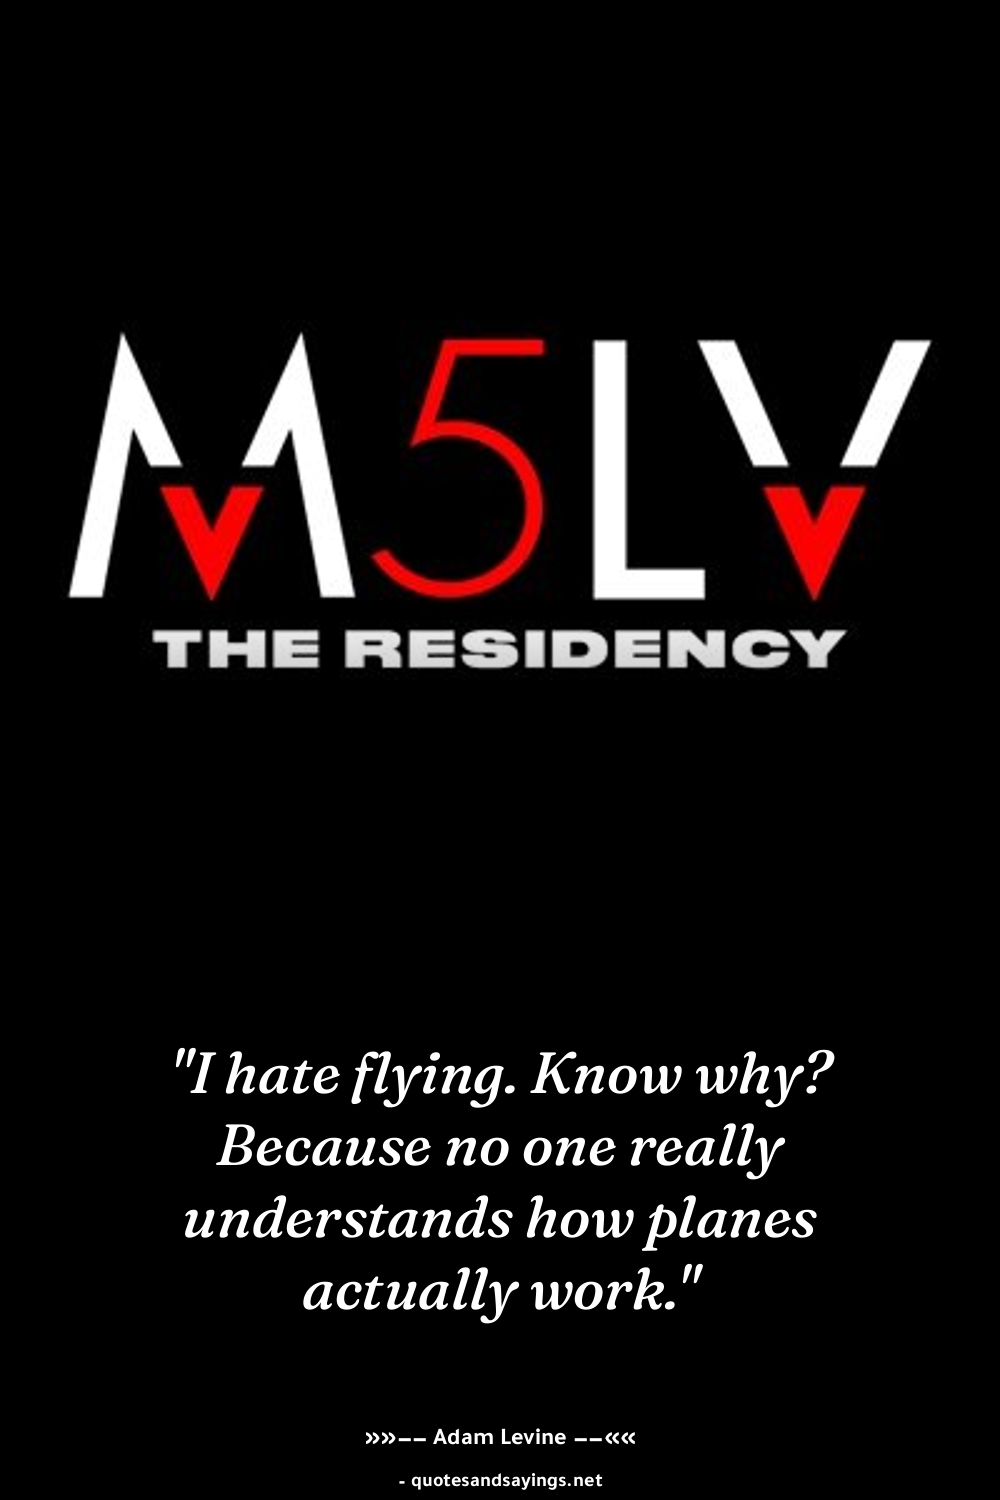 M5LV
THE RESIDENCY
"I hate flying. Know why?
Because no one really
understands how planes
actually work."
»»–– Adam Levine ––««
- quotesandsayings.net